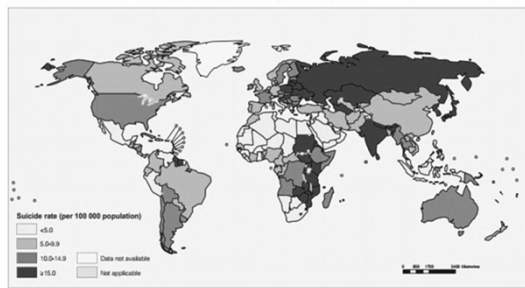 Suicide rate (per 100 000 population)
<5.0
5.0-9.9
10.0-14.9
≥15.0
Data not available
Not applicable